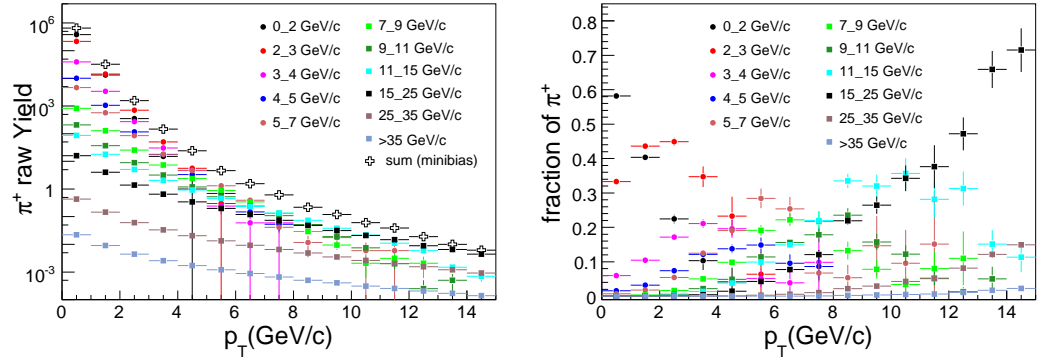 10^6
10^3
1
10^-3
π^+ raw Yield
0_2 GeV/c
2_3 GeV/c
3_4 GeV/c
4_5 GeV/c
5_7 GeV/c
7_9 GeV/c
9_11 GeV/c
11_15 GeV/c
15_25 GeV/c
25_35 GeV/c
>35 GeV/c
sum (minibias)
0 2 4 6 8 10 12 14
p_T(GeV/c)
0.8
0.7
0.6
0.5
0.4
0.3
0.2
0.1
0
fraction of π^+
0_2 GeV/c
2_3 GeV/c
3_4 GeV/c
4_5 GeV/c
5_7 GeV/c
7_9 GeV/c
9_11 GeV/c
11_15 GeV/c
15_25 GeV/c
25_35 GeV/c
>35 GeV/c
0 2 4 6 8 10 12 14
p_T(GeV/c)